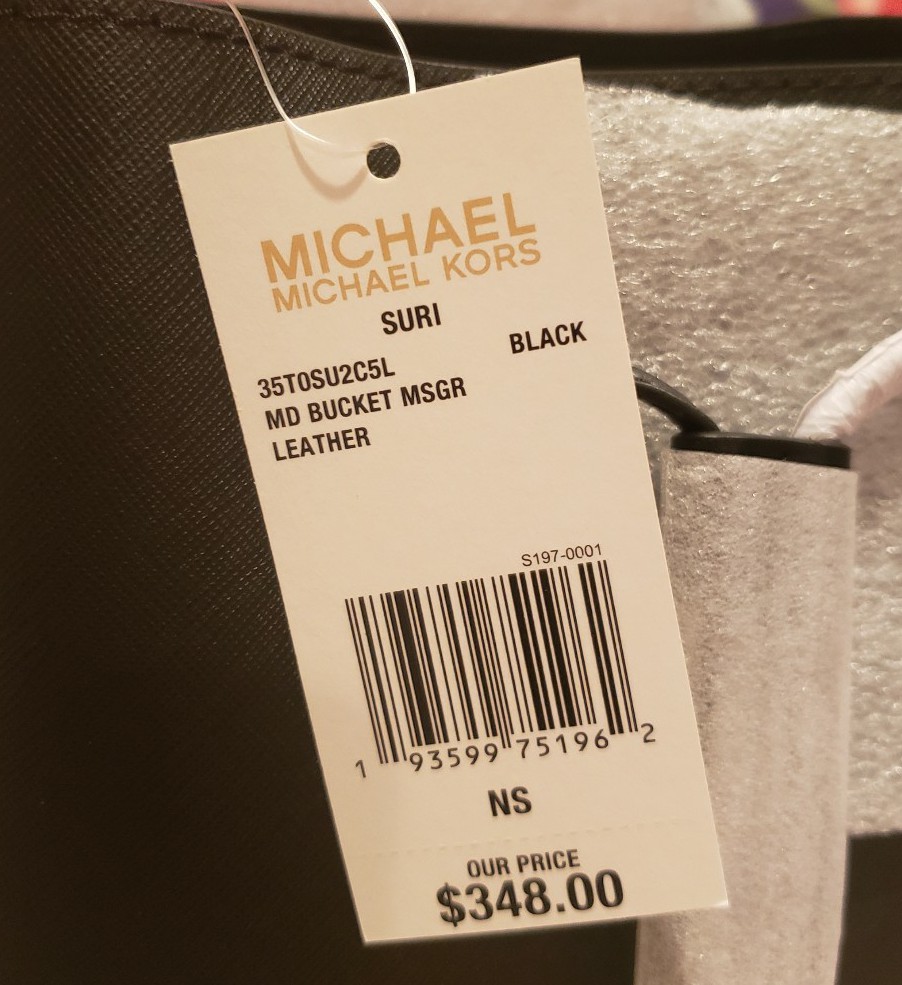 MICHAEL
MICHAEL KORS
SURI
BLACK
35T0SU2C5L
MD BUCKET MSGR
LEATHER
S197-0001
1 93599 75196 2
NS
OUR PRICE
$348.00